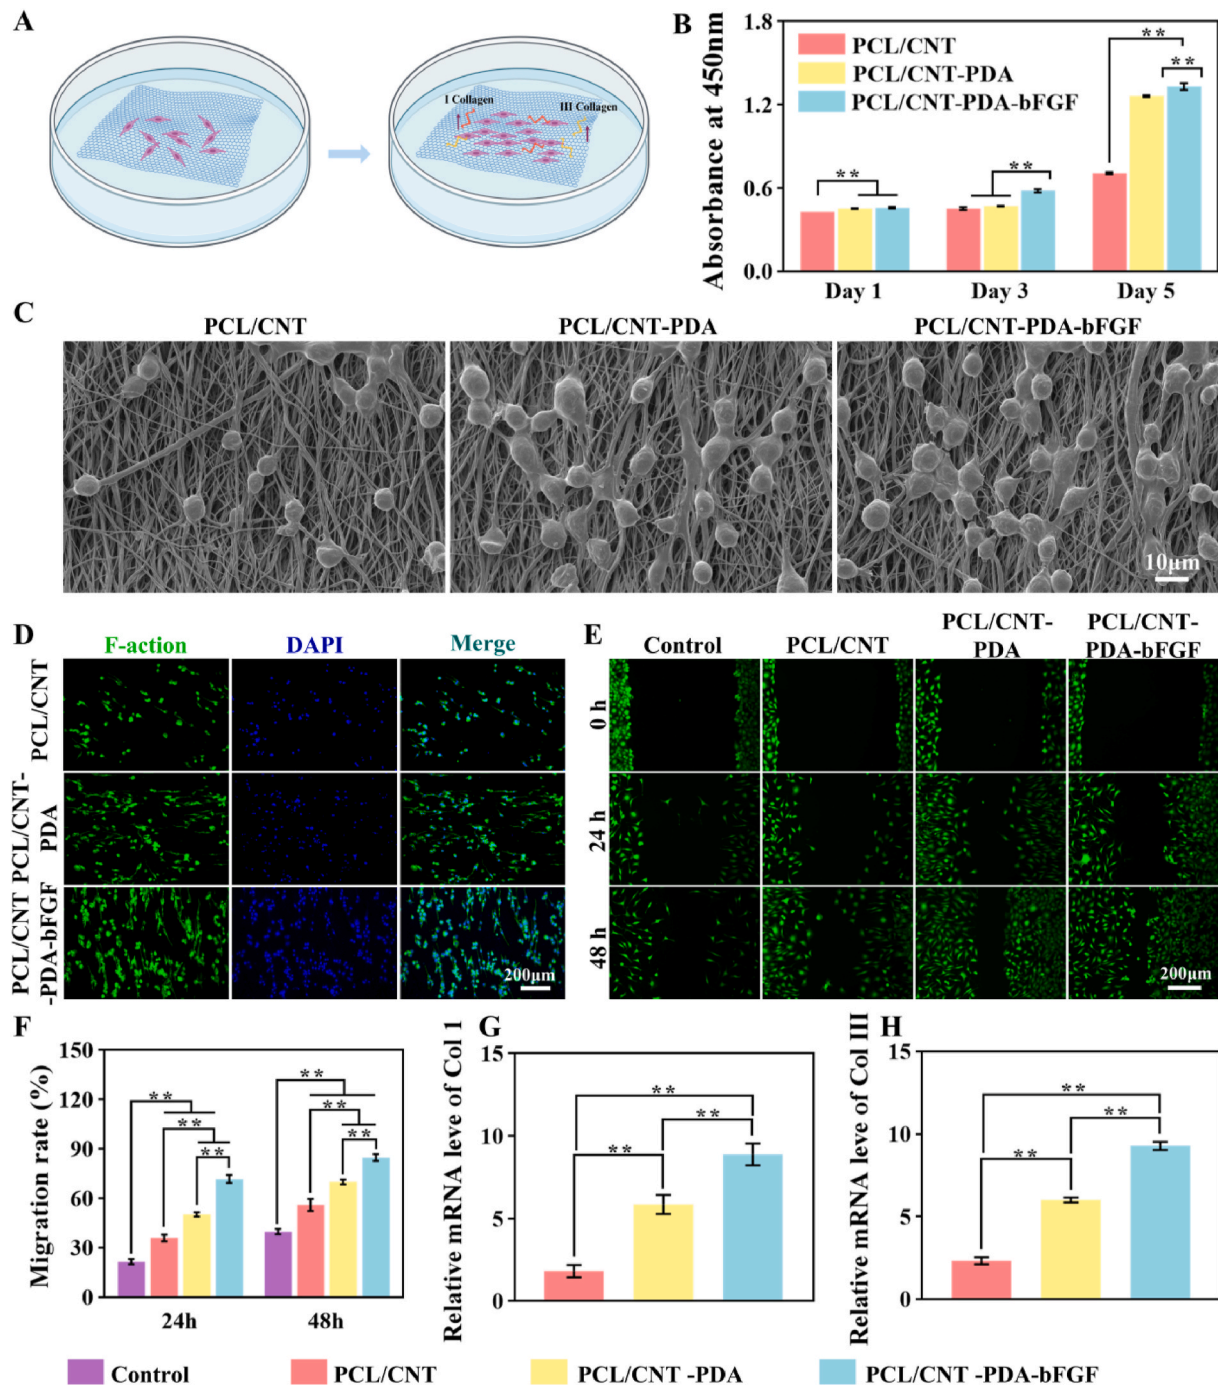 A
I Collagen
III Collagen
B
Absorbance at 450nm
1.8
1.2
0.6
0.0
PCL/CNT
PCL/CNT-PDA
PCL/CNT-PDA-bFGF
**
**
**
**
Day 1
Day 3
Day 5
C
PCL/CNT
PCL/CNT-PDA
PCL/CNT-PDA-bFGF
10μm
D
F-action
DAPI
Merge
PCL/CNT
PCL/CNT-
PDA
PCL/CNT
-PDA-bFGF
200μm
E
Control
PCL/CNT
PCL/CNT-
PDA
PCL/CNT-
PDA-bFGF
0 h
24 h
48 h
200μm
F
Migration rate (%)
150
120
90
60
30
0
**
**
**
**
**
**
24h
48h
G
Relative mRNA leve of Col 1
15
10
5
0
**
**
**
H
Relative mRNA leve of Col III
15
10
5
0
**
**
**
Control
PCL/CNT
PCL/CNT -PDA
PCL/CNT -PDA-bFGF